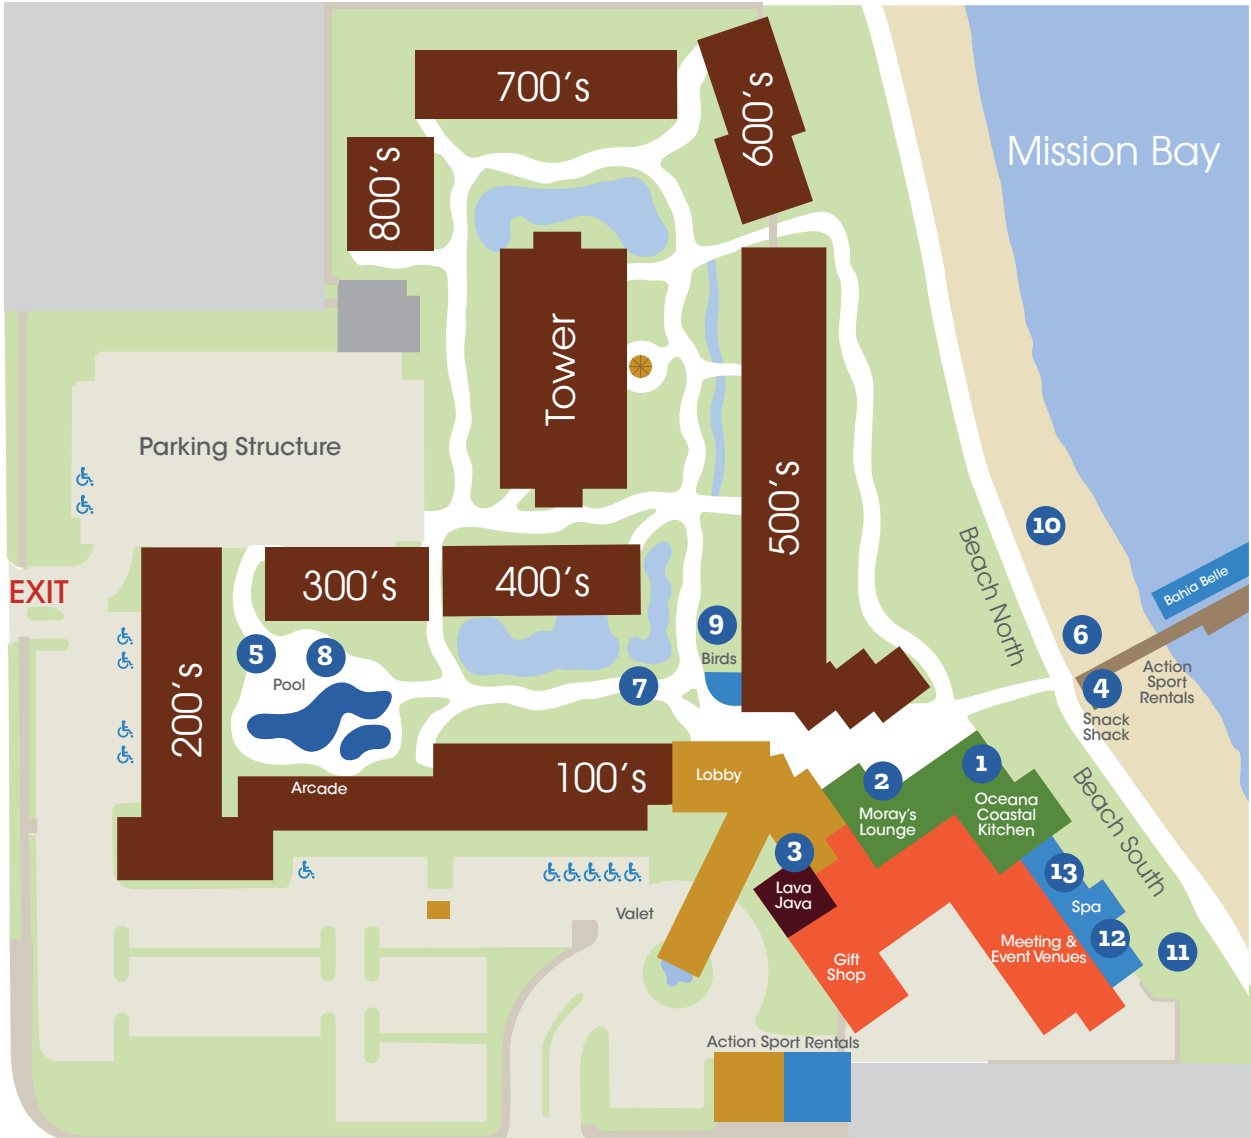 700's
600's
Mission Bay
800's
Tower
Parking Structure
500's
10
Beach North
EXIT
300's
400's
Bahia Belle
9
Birds
6
5
8
Pool
200's
7
4
Snack
Shack
Action
Sport
Rentals
100's
Arcade
Lobby
2
Moray's
Lounge
1
Oceana
Coastal
Kitchen
Beach South
3
Lava
Java
13
Spa
12
11
Valet
Meeting &
Event Venues
Gift
Shop
Action Sport Rentals